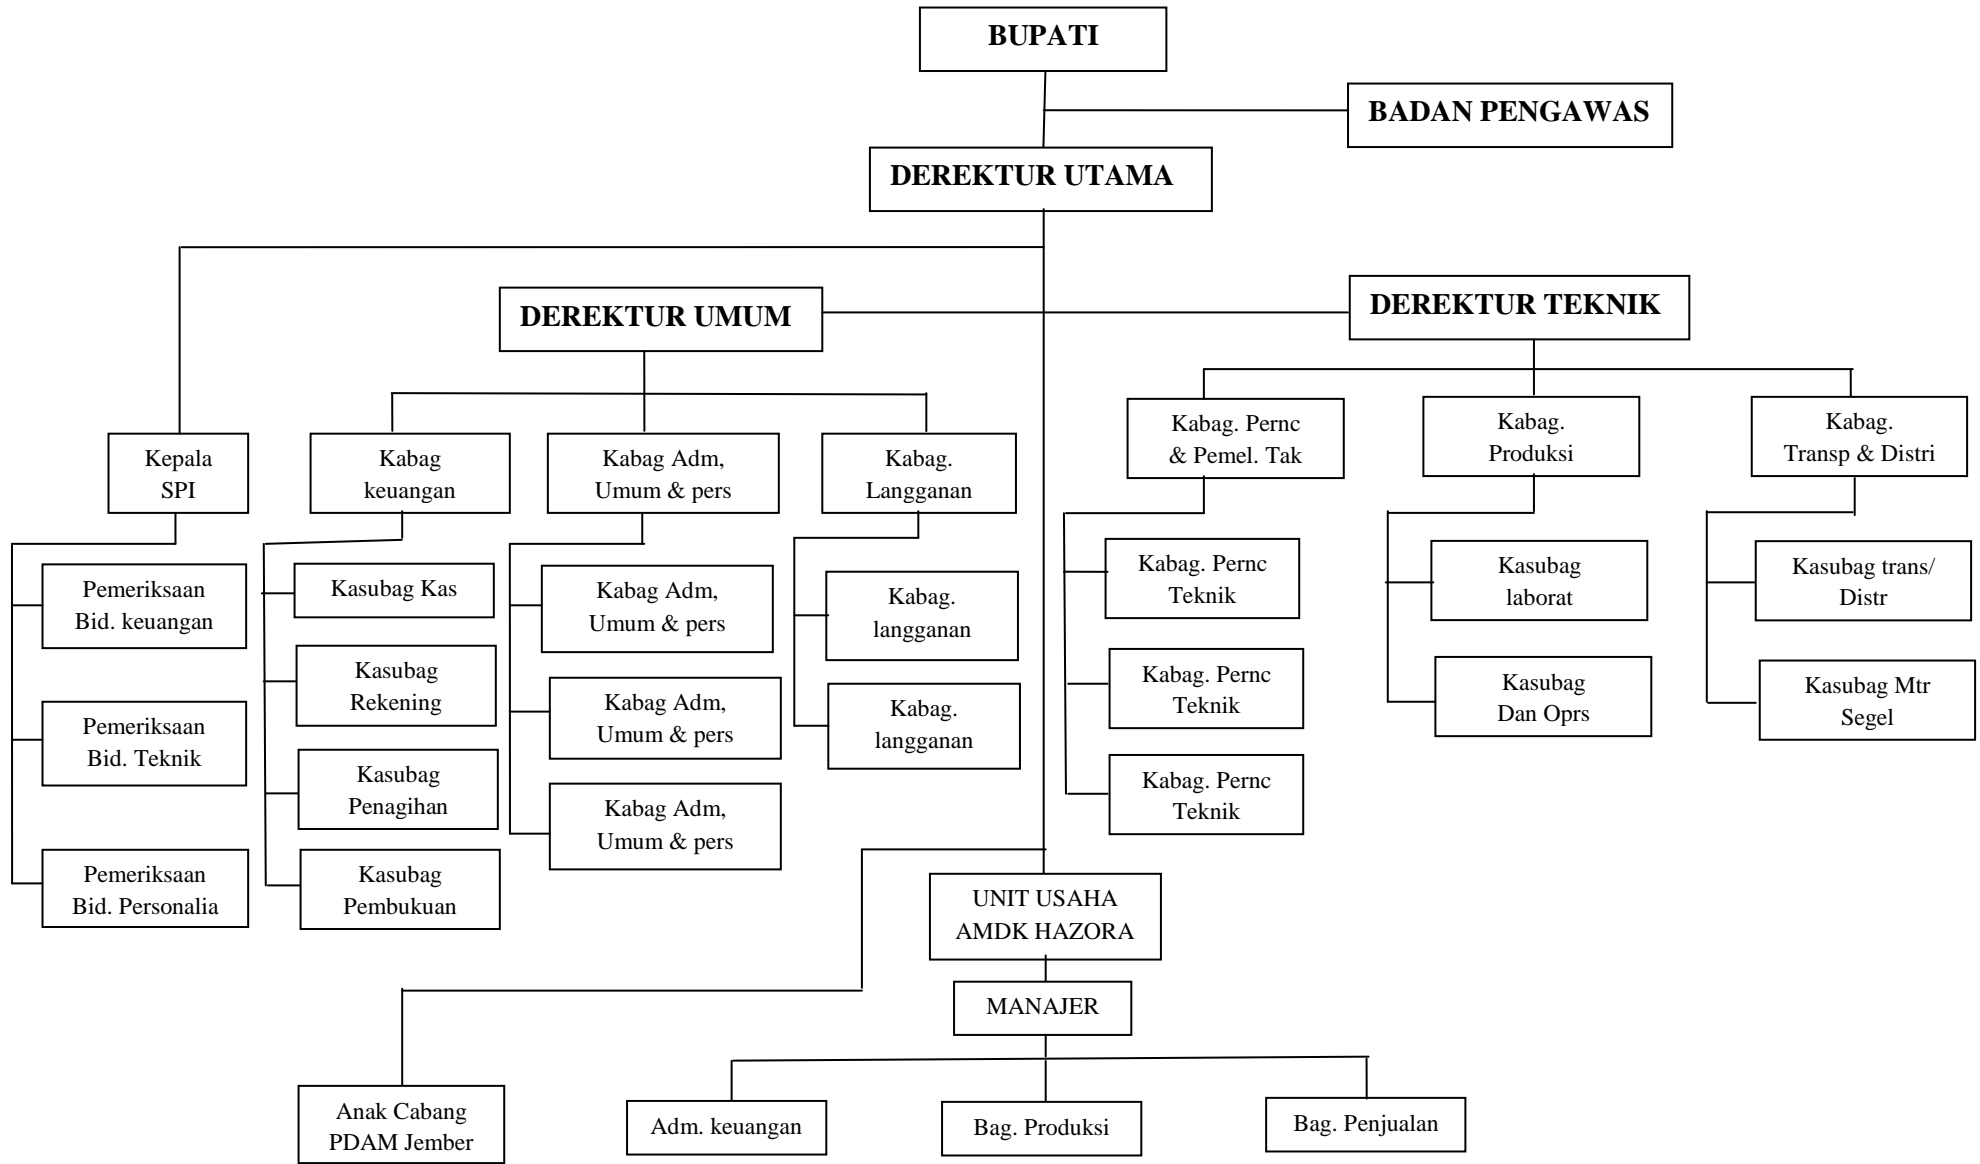 BUPATI
BADAN PENGAWAS
DEREKTUR UTAMA
DEREKTUR UMUM
DEREKTUR TEKNIK
Kepala
SPI
Kabag
keuangan
Kabag Adm,
Umum & pers
Kabag.
Langganan
Kabag. Pernc
& Pemel. Tak
Kabag.
Produksi
Kabag.
Transp & Distri
Pemeriksaan
Bid. keuangan
Pemeriksaan
Bid. Teknik
Pemeriksaan
Bid. Personalia
Kasubag Kas
Kasubag
Rekening
Kasubag
Penagihan
Kasubag
Pembukuan
Kabag Adm,
Umum & pers
Kabag Adm,
Umum & pers
Kabag Adm,
Umum & pers
Kabag.
langganan
Kabag.
langganan
Kabag. Pernc
Teknik
Kabag. Pernc
Teknik
Kabag. Pernc
Teknik
Kasubag
laborat
Kasubag
Dan Oprs
Kasubag trans/
Distr
Kasubag Mtr
Segel
UNIT USAHA
AMDK HAZORA
MANAJER
Anak Cabang
PDAM Jember
Adm. keuangan
Bag. Produksi
Bag. Penjualan